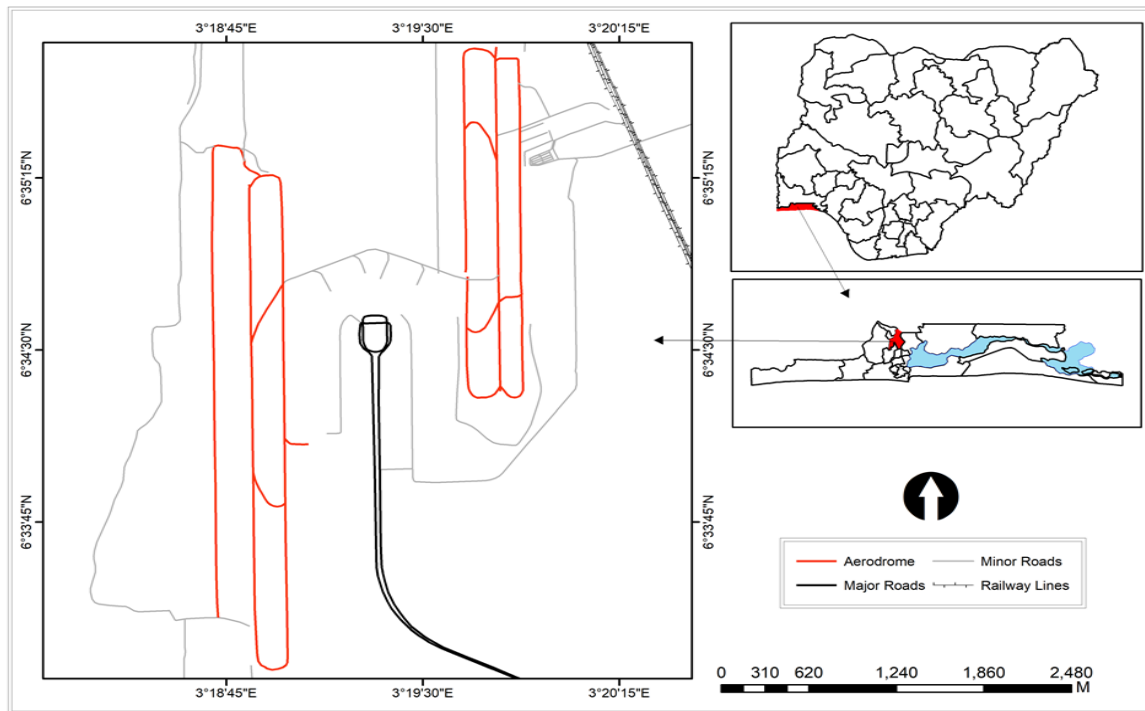 3°18'45"E 3°19'30"E 3°20'15"E
6°35'15"N 6°35'15"N
6°34'30"N 6°34'30"N
6°33'45"N 6°33'45"N
3°18'45"E 3°19'30"E 3°20'15"E
Aerodrome Minor Roads
Major Roads Railway Lines
0 310 620 1,240 1,860 2,480
M